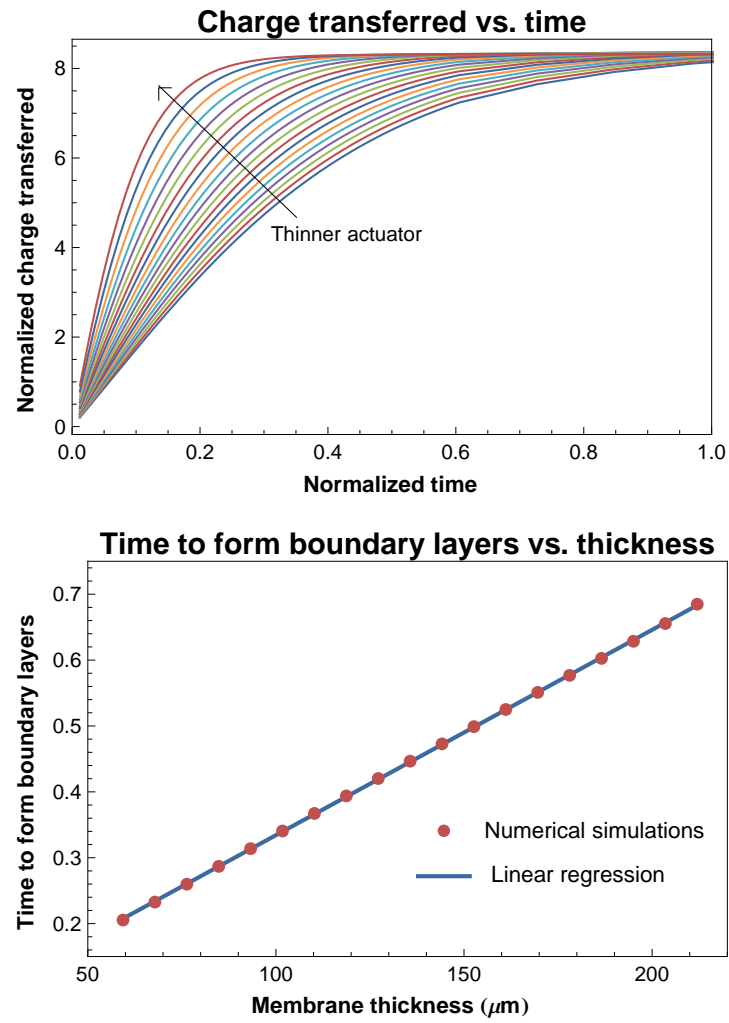 Charge transferred vs. time
8
6
4
2
0
Normalized charge transferred
Thinner actuator
0.0 0.2 0.4 0.6 0.8 1.0
Normalized time
Time to form boundary layers vs. thickness
0.7
0.6
0.5
0.4
0.3
0.2
Time to form boundary layers
Numerical simulations
Linear regression
50 100 150 200
Membrane thickness (μm)